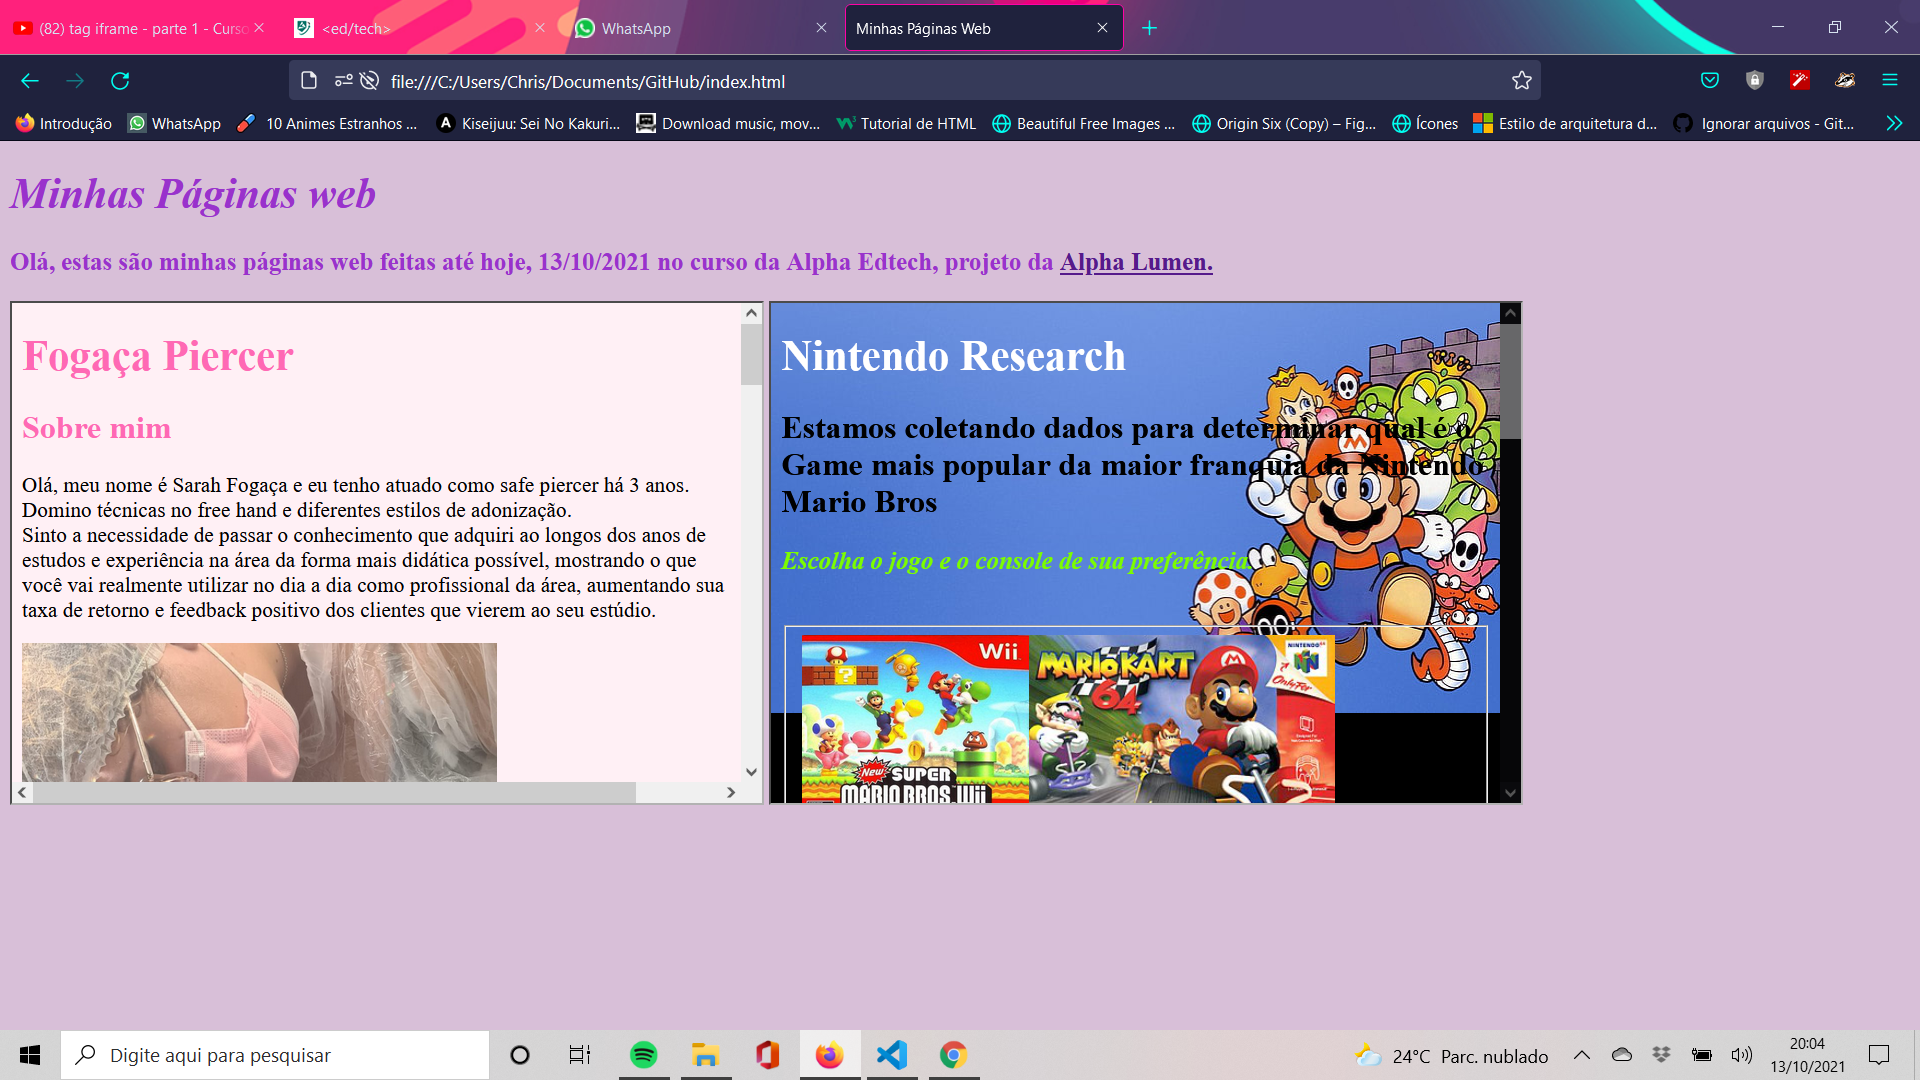 (82) tag iframe - parte 1 - Curso
<ed/tech>
WhatsApp
Minhas Páginas Web
file:///C:/Users/Chris/Documents/GitHub/index.html
Introdução
WhatsApp
10 Animes Estranhos ...
Kiseijuu: Sei No Kakuri...
Download music, mov...
Tutorial de HTML
Beautiful Free Images ...
Origin Six (Copy) – Fig...
Ícones
Estilo de arquitetura d...
Ignorar arquivos - Git...
Minhas Páginas web
Olá, estas são minhas páginas web feitas até hoje, 13/10/2021 no curso da Alpha Edtech, projeto da Alpha Lumen.
Fogaça Piercer
Sobre mim
Olá, meu nome é Sarah Fogaça e eu tenho atuado como safe piercer há 3 anos.
Domino técnicas no free hand e diferentes estilos de adonização.
Sinto a necessidade de passar o conhecimento que adquiri ao longos dos anos de
estudos e experiência na área da forma mais didática possível, mostrando o que
você vai realmente utilizar no dia a dia como profissional da área, aumentando sua
taxa de retorno e feedback positivo dos clientes que vierem ao seu estúdio.
Nintendo Research
Estamos coletando dados para determinar qual é o
Game mais popular da maior franquia da Nintendo
Mario Bros
Escolha o jogo e o console de sua preferência.
Wii
New SUPER
MARIO BROS. Wii
MARIO KART
64
NINTENDO 64
Only For
Digite aqui para pesquisar
24°C Parc. nublado
20:04
13/10/2021